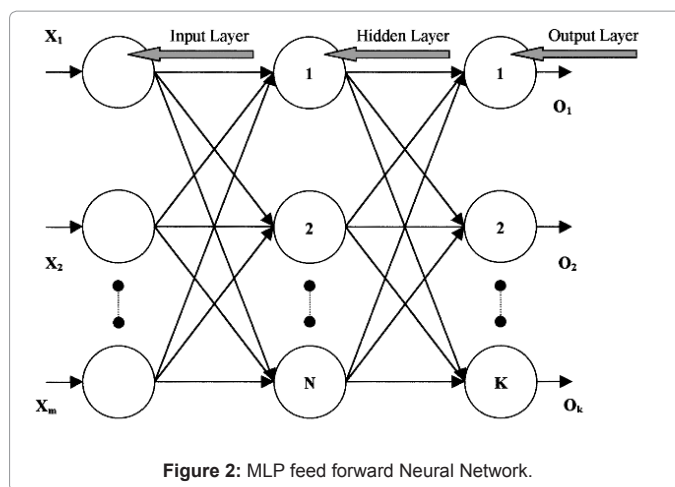 X₁ Input Layer Hidden Layer Output Layer
1 1
O₁
2 2
X₂ O₂
N K
Xₘ Oₖ
Figure 2: MLP feed forward Neural Network.